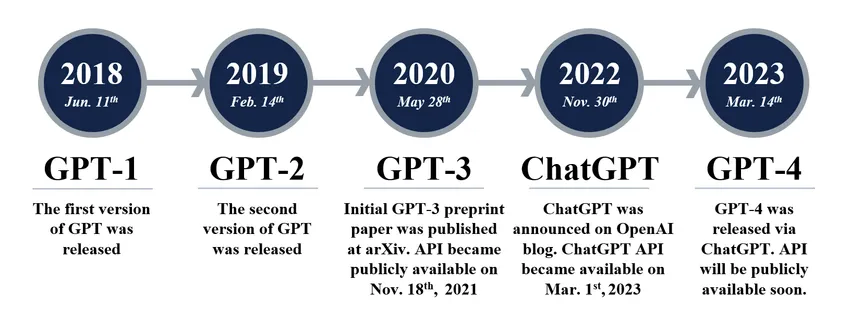 2018
Jun. 11th
2019
Feb. 14th
2020
May 28th
2022
Nov. 30th
2023
Mar. 14th
GPT-1
The first version
of GPT was
released
GPT-2
The second
version of GPT
was released
GPT-3
Initial GPT-3 preprint
paper was published
at arXiv. API became
publicly available on
Nov. 18th, 2021
ChatGPT
ChatGPT was
announced on OpenAI
blog. ChatGPT API
became available on
Mar. 1st, 2023
GPT-4
GPT-4 was
released via
ChatGPT. API
will be publicly
available soon.